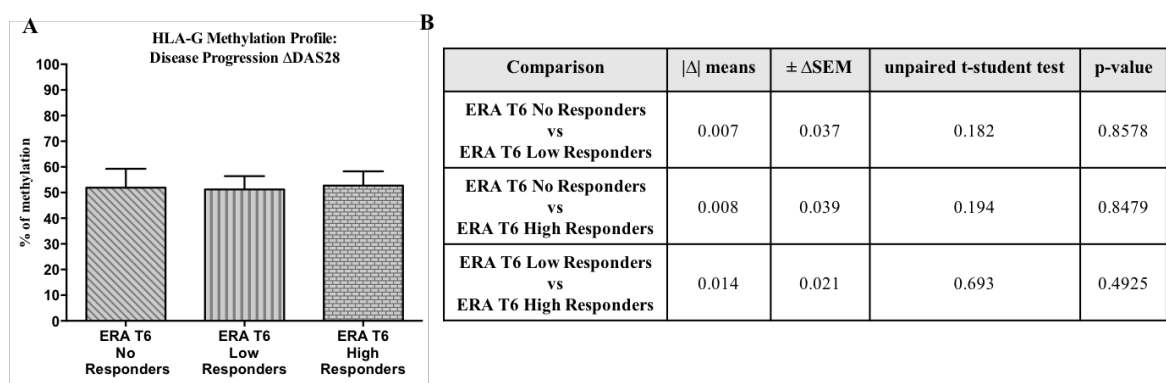 A
HLA-G Methylation Profile:
Disease Progression ΔDAS28
% of methylation
100
90
80
70
60
50
40
30
20
10
0
ERA T6
No
Responders
ERA T6
Low
Responders
ERA T6
High
Responders
B
Comparison |Δ| means ± ΔSEM unpaired t-student test p-value
ERA T6 No Responders
vs
ERA T6 Low Responders
0.007 0.037 0.182 0.8578
ERA T6 No Responders
vs
ERA T6 High Responders
0.008 0.039 0.194 0.8479
ERA T6 Low Responders
vs
ERA T6 High Responders
0.014 0.021 0.693 0.4925